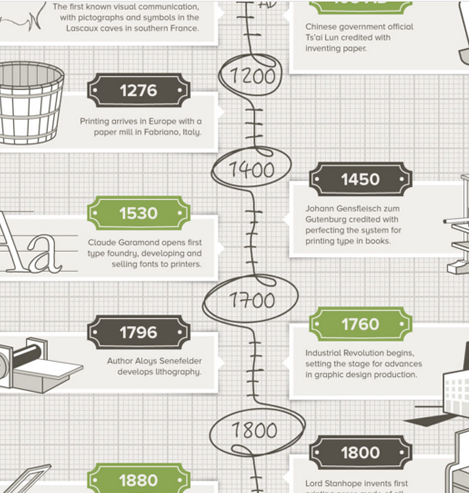 The first known visual communication,
with pictographs and symbols in the
Lascaux caves in southern France.
AD
Chinese government official
Ts'ai Lun credited with
inventing paper.
1200
1276
Printing arrives in Europe with a
paper mill in Fabriano, Italy.
1400
1450
Johann Gensfleisch zum
Gutenburg credited with
perfecting the system for
printing type in books.
1530
Claude Garamond opens first
type foundry, developing and
selling fonts to printers.
Aa
1700
1760
Industrial Revolution begins,
setting the stage for advances
in graphic design production.
1796
Author Aloys Senefelder
develops lithography.
1800
1800
Lord Stanhope invents first
1880